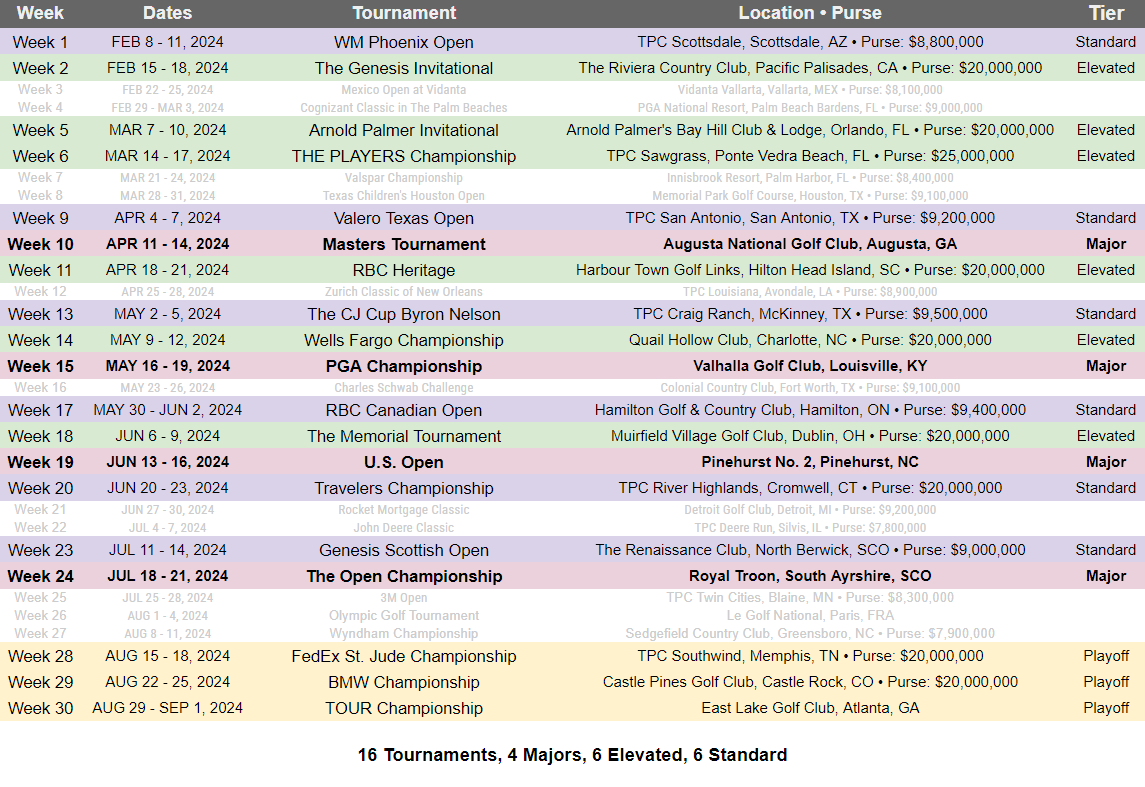 Week Dates Tournament Location • Purse Tier
Week 1 FEB 8 - 11, 2024 WM Phoenix Open TPC Scottsdale, Scottsdale, AZ • Purse: $8,800,000 Standard
Week 2 FEB 15 - 18, 2024 The Genesis Invitational The Riviera Country Club, Pacific Palisades, CA • Purse: $20,000,000 Elevated
Week 3 FEB 22 - 25, 2024 Mexico Open at Vidanta Vidanta Vallarta, Vallarta, MEX • Purse: $8,100,000
Week 4 FEB 29 - MAR 3, 2024 Cognizant Classic in The Palm Beaches PGA National Resort, Palm Beach Bardens, FL • Purse: $9,000,000
Week 5 MAR 7 - 10, 2024 Arnold Palmer Invitational Arnold Palmer's Bay Hill Club & Lodge, Orlando, FL • Purse: $20,000,000 Elevated
Week 6 MAR 14 - 17, 2024 THE PLAYERS Championship TPC Sawgrass, Ponte Vedra Beach, FL • Purse: $25,000,000 Elevated
Week 7 MAR 21 - 24, 2024 Valspar Championship Innisbrook Resort, Palm Harbor, FL • Purse: $8,400,000
Week 8 MAR 28 - 31, 2024 Texas Children's Houston Open Memorial Park Golf Course, Houston, TX • Purse: $9,100,000
Week 9 APR 4 - 7, 2024 Valero Texas Open TPC San Antonio, San Antonio, TX • Purse: $9,200,000 Standard
Week 10 APR 11 - 14, 2024 Masters Tournament Augusta National Golf Club, Augusta, GA Major
Week 11 APR 18 - 21, 2024 RBC Heritage Harbour Town Golf Links, Hilton Head Island, SC • Purse: $20,000,000 Elevated
Week 12 APR 25 - 28, 2024 Zurich Classic of New Orleans TPC Louisiana, Avondale, LA • Purse: $8,900,000
Week 13 MAY 2 - 5, 2024 The CJ Cup Byron Nelson TPC Craig Ranch, McKinney, TX • Purse: $9,500,000 Standard
Week 14 MAY 9 - 12, 2024 Wells Fargo Championship Quail Hollow Club, Charlotte, NC • Purse: $20,000,000 Elevated
Week 15 MAY 16 - 19, 2024 PGA Championship Valhalla Golf Club, Louisville, KY Major
Week 16 MAY 23 - 26, 2024 Charles Schwab Challenge Colonial Country Club, Fort Worth, TX • Purse: $9,100,000
Week 17 MAY 30 - JUN 2, 2024 RBC Canadian Open Hamilton Golf & Country Club, Hamilton, ON • Purse: $9,400,000 Standard
Week 18 JUN 6 - 9, 2024 The Memorial Tournament Muirfield Village Golf Club, Dublin, OH • Purse: $20,000,000 Elevated
Week 19 JUN 13 - 16, 2024 U.S. Open Pinehurst No. 2, Pinehurst, NC Major
Week 20 JUN 20 - 23, 2024 Travelers Championship TPC River Highlands, Cromwell, CT • Purse: $20,000,000 Standard
Week 21 JUN 27 - 30, 2024 Rocket Mortgage Classic Detroit Golf Club, Detroit, MI • Purse: $9,200,000
Week 22 JUL 4 - 7, 2024 John Deere Classic TPC Deere Run, Silvis, IL • Purse: $7,800,000
Week 23 JUL 11 - 14, 2024 Genesis Scottish Open The Renaissance Club, North Berwick, SCO • Purse: $9,000,000 Standard
Week 24 JUL 18 - 21, 2024 The Open Championship Royal Troon, South Ayrshire, SCO Major
Week 25 JUL 25 - 28, 2024 3M Open TPC Twin Cities, Blaine, MN • Purse: $8,300,000
Week 26 AUG 1 - 4, 2024 Olympic Golf Tournament Le Golf National, Paris, FRA
Week 27 AUG 8 - 11, 2024 Wyndham Championship Sedgefield Country Club, Greensboro, NC • Purse: $7,900,000
Week 28 AUG 15 - 18, 2024 FedEx St. Jude Championship TPC Southwind, Memphis, TN • Purse: $20,000,000 Playoff
Week 29 AUG 22 - 25, 2024 BMW Championship Castle Pines Golf Club, Castle Rock, CO • Purse: $20,000,000 Playoff
Week 30 AUG 29 - SEP 1, 2024 TOUR Championship East Lake Golf Club, Atlanta, GA Playoff
16 Tournaments, 4 Majors, 6 Elevated, 6 Standard